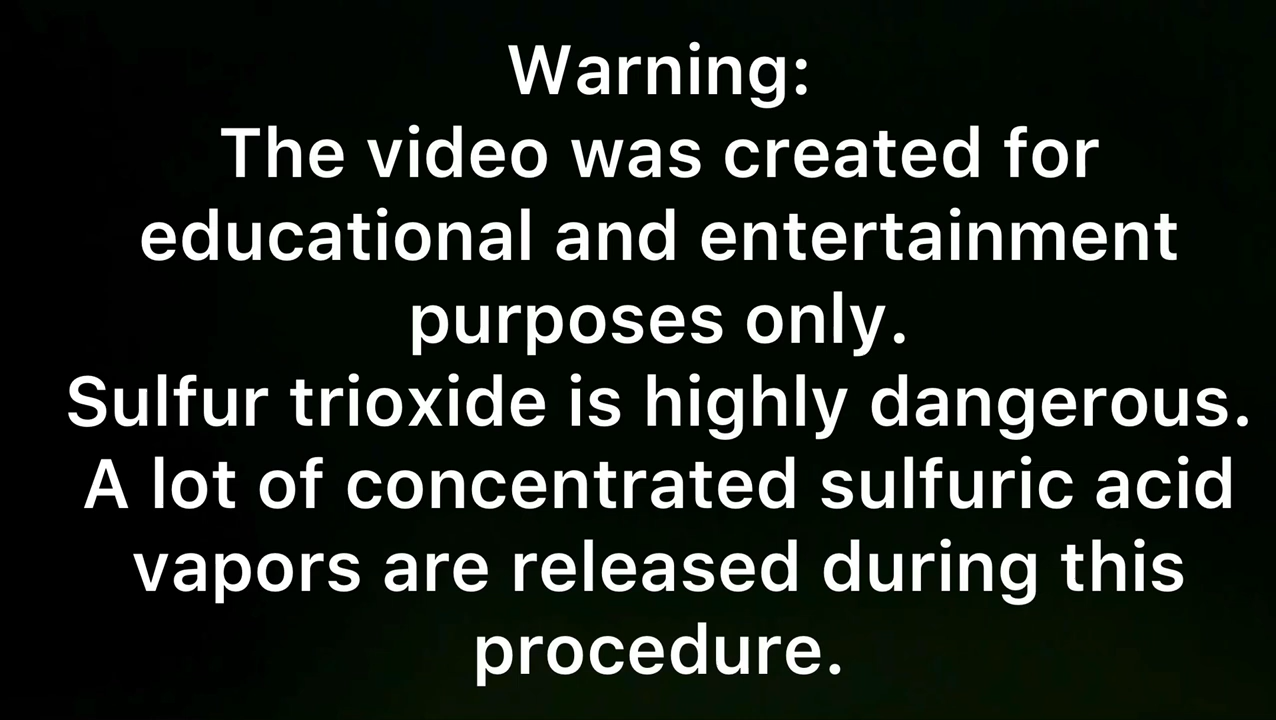 Warning:
The video was created for
educational and entertainment
purposes only.
Sulfur trioxide is highly dangerous.
A lot of concentrated sulfuric acid
vapors are released during this
procedure.